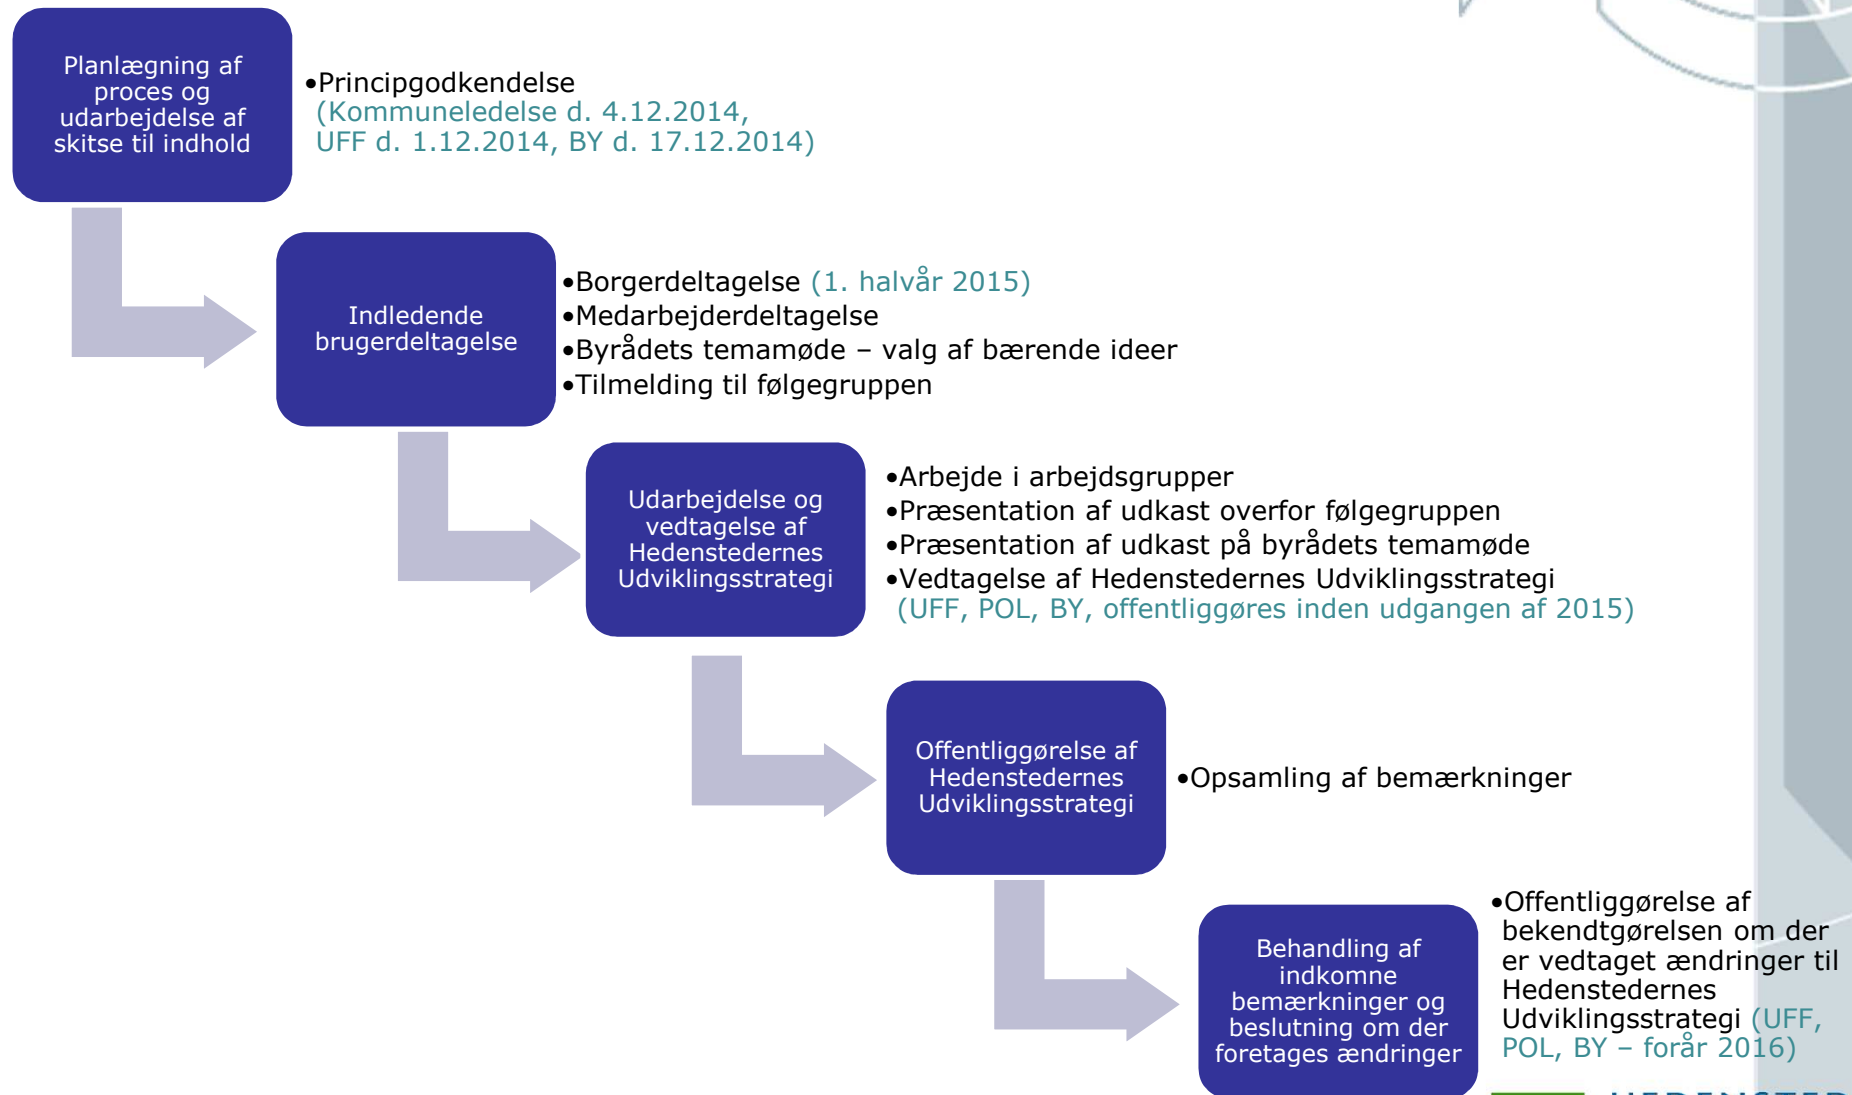 Planlægning af
proces og
udarbejdelse af
skitse til indhold
•Principgodkendelse
(Kommuneledelse d. 4.12.2014,
UFF d. 1.12.2014, BY d. 17.12.2014)
Indledende
brugerdeltagelse
•Borgerdeltagelse (1. halvår 2015)
•Medarbejderdeltagelse
•Byrådets temamøde – valg af bærende ideer
•Tilmelding til følgegruppen
Udarbejdelse og
vedtagelse af
Hedenstedernes
Udviklingsstrategi
•Arbejde i arbejdsgrupper
•Præsentation af udkast overfor følgegruppen
•Præsentation af udkast på byrådets temamøde
•Vedtagelse af Hedenstedernes Udviklingsstrategi
(UFF, POL, BY, offentliggøres inden udgangen af 2015)
Offentliggørelse af
Hedenstedernes
Udviklingsstrategi
•Opsamling af bemærkninger
Behandling af
indkomne
bemærkninger og
beslutning om der
foretages ændringer
•Offentliggørelse af
bekendtgørelsen om der
er vedtaget ændringer til
Hedenstedernes
Udviklingsstrategi (UFF,
POL, BY – forår 2016)